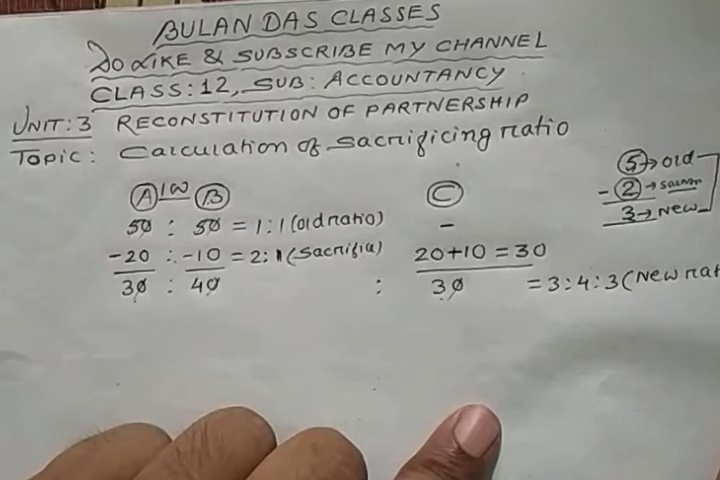 BULAN DAS CLASSES
DO LIKE & SUBSCRIBE MY CHANNEL
CLASS: 12, SUB: ACCOUNTANCY
UNIT: 3 RECONSTITUTION OF PARTNERSHIP
Topic: Calculation of Sacrificing ratio
5 → old
A 100 B C - 2 →
50 : 50 = 1:1 (Old ratio) - 3 → New
-20 : -10 = 2:1 (Sacrifice) 20+10 = 30
30 : 40 : 30 = 3:4:3 (New rat